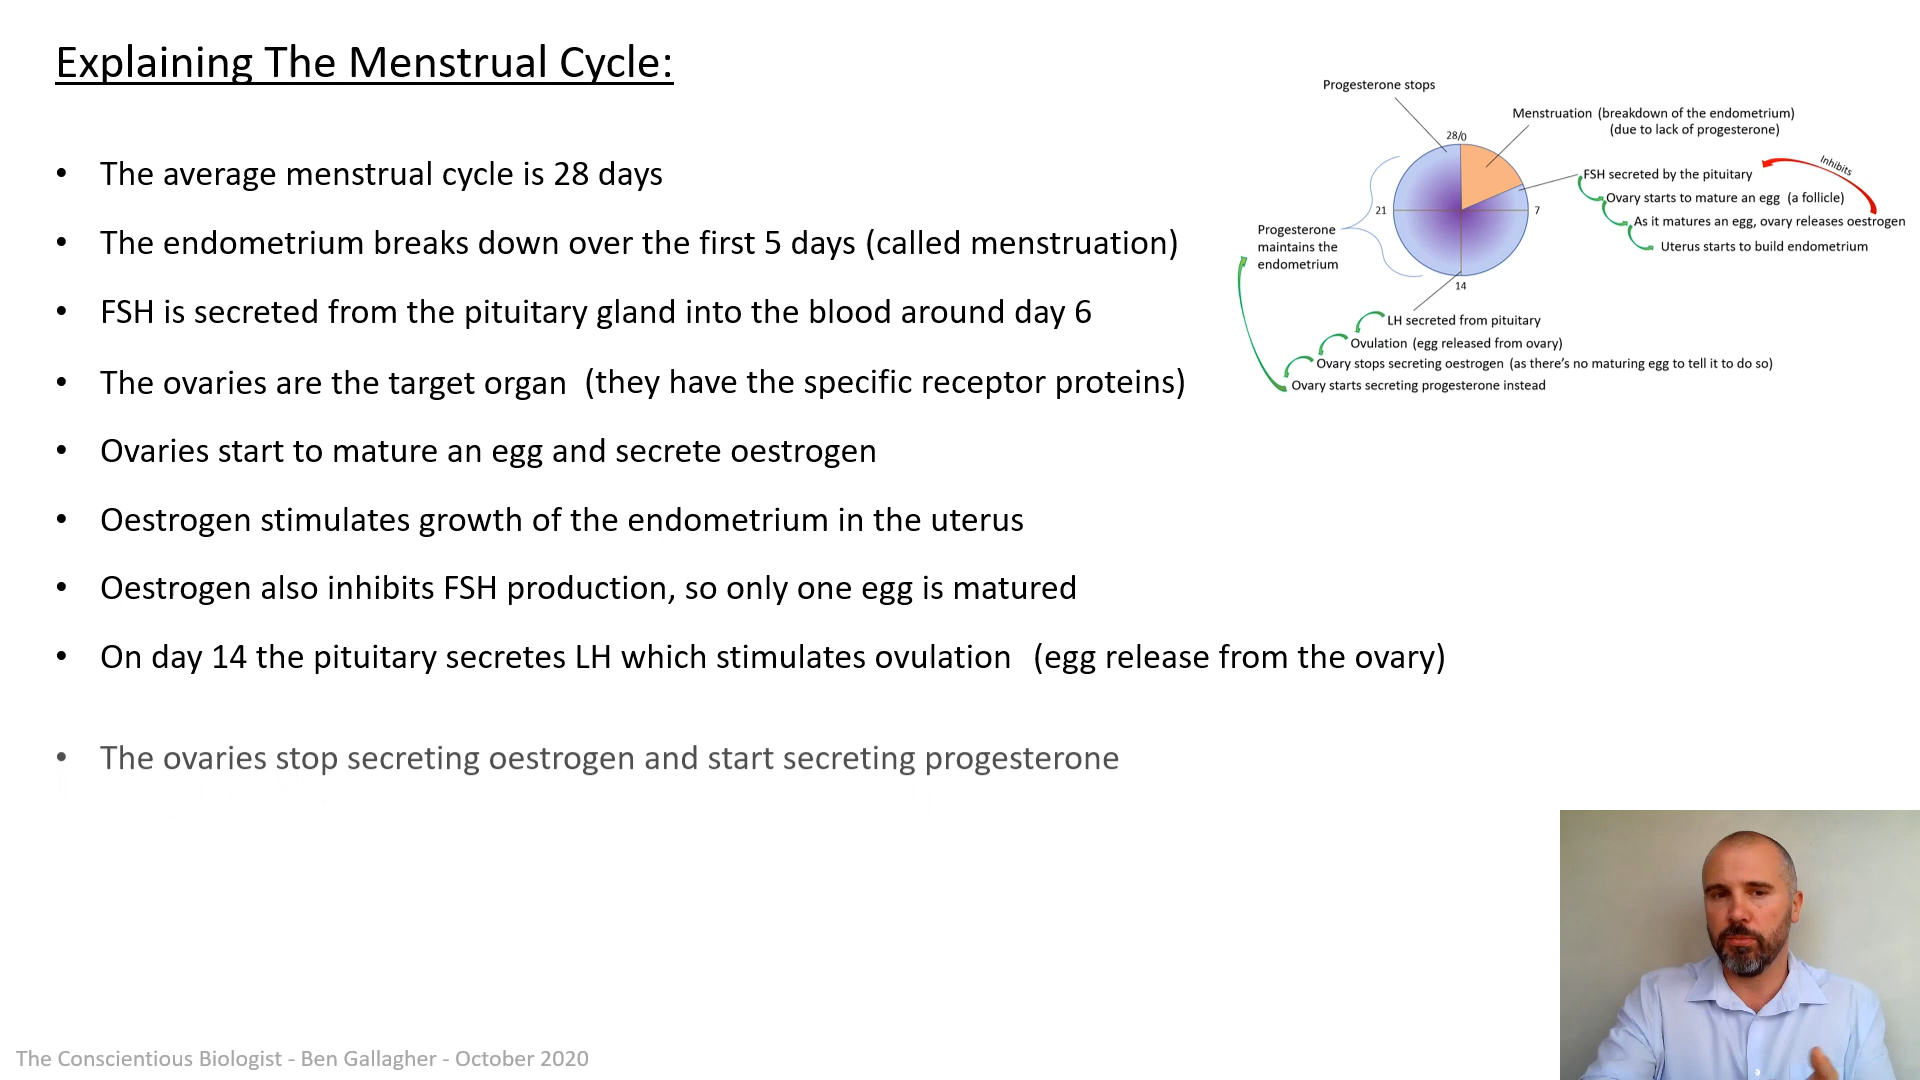 Explaining The Menstrual Cycle:
• The average menstrual cycle is 28 days
• The endometrium breaks down over the first 5 days (called menstruation)
• FSH is secreted from the pituitary gland into the blood around day 6
• The ovaries are the target organ (they have the specific receptor proteins)
• Ovaries start to mature an egg and secrete oestrogen
• Oestrogen stimulates growth of the endometrium in the uterus
• Oestrogen also inhibits FSH production, so only one egg is matured
• On day 14 the pituitary secretes LH which stimulates ovulation (egg release from the ovary)
• The ovaries stop secreting oestrogen and start secreting progesterone
Progesterone stops
Menstruation (breakdown of the endometrium)
(due to lack of progesterone)
28/0
Inhibits
FSH secreted by the pituitary
Ovary starts to mature an egg (a follicle)
As it matures an egg, ovary releases oestrogen
Uterus starts to build endometrium
7
21
Progesterone
maintains the
endometrium
14
LH secreted from pituitary
Ovulation (egg released from ovary)
Ovary stops secreting oestrogen (as there's no maturing egg to tell it to do so)
Ovary starts secreting progesterone instead
The Conscientious Biologist - Ben Gallagher - October 2020